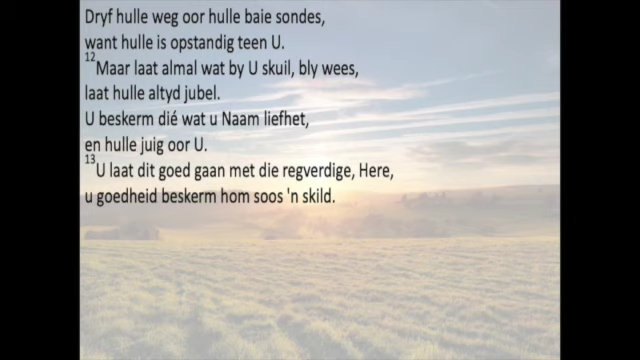 Dryf hulle weg oor hulle baie sondes,
want hulle is opstandig teen U.
12Maar laat almal wat by U skuil, bly wees,
laat hulle altyd jubel.
U beskerm dié wat u Naam liefhet,
en hulle juig oor U.
13U laat dit goed gaan met die regverdige, Here,
u goedheid beskerm hom soos 'n skild.